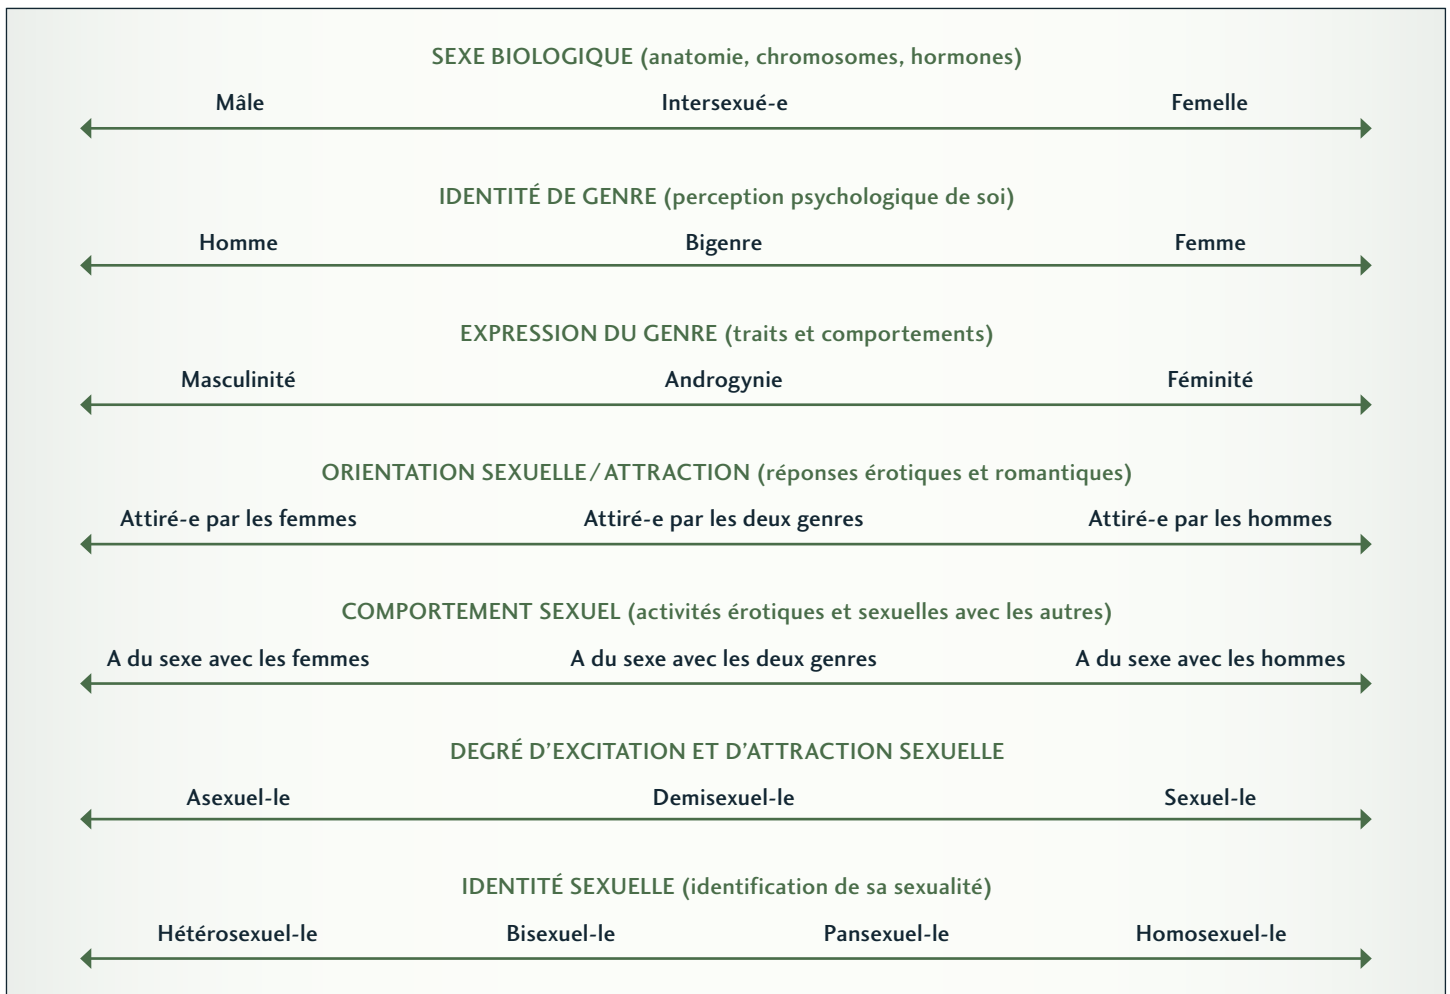 SEXE BIOLOGIQUE (anatomie, chromosomes, hormones)
Mâle Intersexué-e Femelle
IDENTITÉ DE GENRE (perception psychologique de soi)
Homme Bigenre Femme
EXPRESSION DU GENRE (traits et comportements)
Masculinité Androgynie Féminité
ORIENTATION SEXUELLE/ATTRACTION (réponses érotiques et romantiques)
Attiré-e par les femmes Attiré-e par les deux genres Attiré-e par les hommes
COMPORTEMENT SEXUEL (activités érotiques et sexuelles avec les autres)
A du sexe avec les femmes A du sexe avec les deux genres A du sexe avec les hommes
DEGRÉ D’EXCITATION ET D’ATTRACTION SEXUELLE
Asexuel-le Demisexuel-le Sexuel-le
IDENTITÉ SEXUELLE (identification de sa sexualité)
Hétérosexuel-le Bisexuel-le Pansexuel-le Homosexuel-le